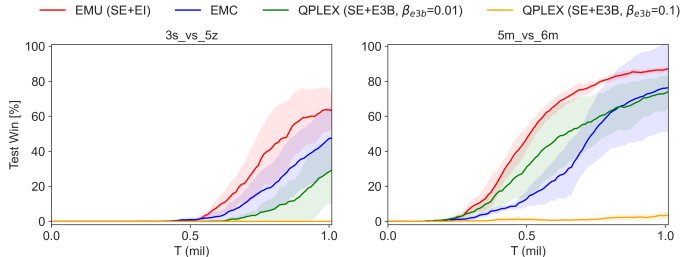 EMU (SE+EI) EMC QPLEX (SE+E3B, βe3b=0.01) QPLEX (SE+E3B, βe3b=0.1)
3s_vs_5z 5m_vs_6m
Test Win [%]
100 100
80 80
60 60
40 40
20 20
0 0
0.0 0.5 1.0 0.0 0.5 1.0
T (mil) T (mil)